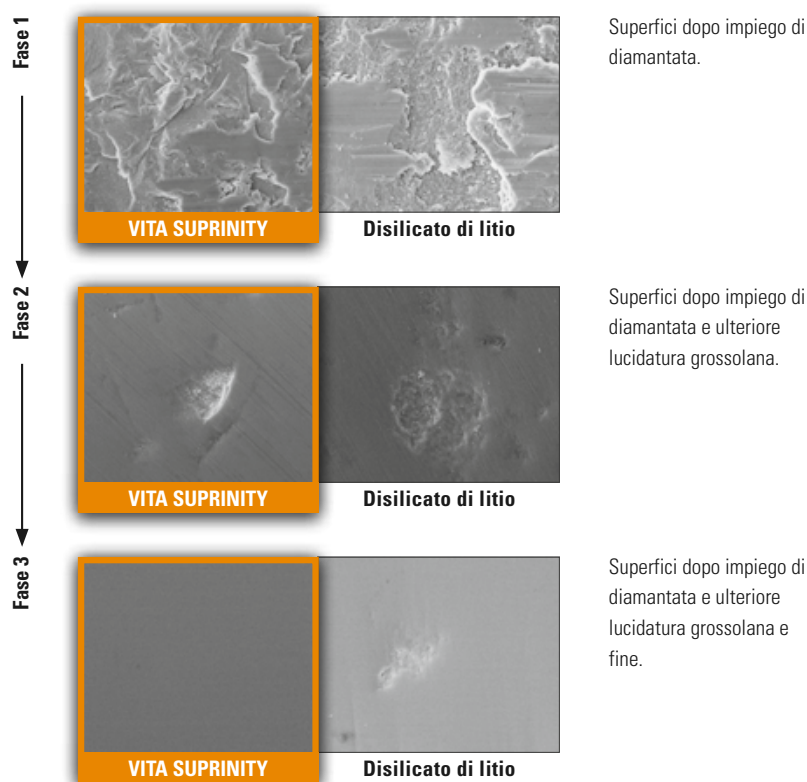 Fase 1
VITA SUPRINITY
Disilicato di litio
Superfici dopo impiego di
diamantata.
Fase 2
VITA SUPRINITY
Disilicato di litio
Superfici dopo impiego di
diamantata e ulteriore
lucidatura grossolana.
Fase 3
VITA SUPRINITY
Disilicato di litio
Superfici dopo impiego di
diamantata e ulteriore
lucidatura grossolana e
fine.